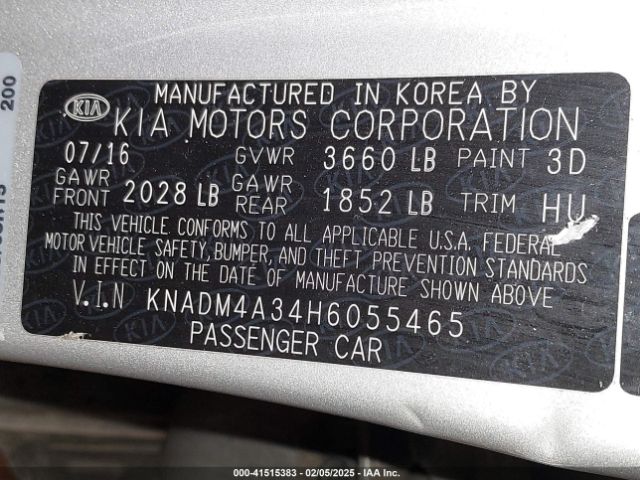 200
KIA
MANUFACTURED IN KOREA BY
KIA MOTORS CORPORATION
07/16 GVWR 3660 LB PAINT 3D
GAWR FRONT 2028 LB GAWR REAR 1852 LB TRIM HU
THIS VEHICLE CONFORMS TO ALL APPLICABLE U.S.A. FEDERAL
MOTOR VEHICLE SAFETY, BUMPER, AND THEFT PREVENTION STANDARDS
IN EFFECT ON THE DATE OF MANUFACTURE SHOWN ABOVE
V.I.N KNADM4A34H6055465
PASSENGER CAR
000-41515383 - 02/05/2025 - IAA Inc.